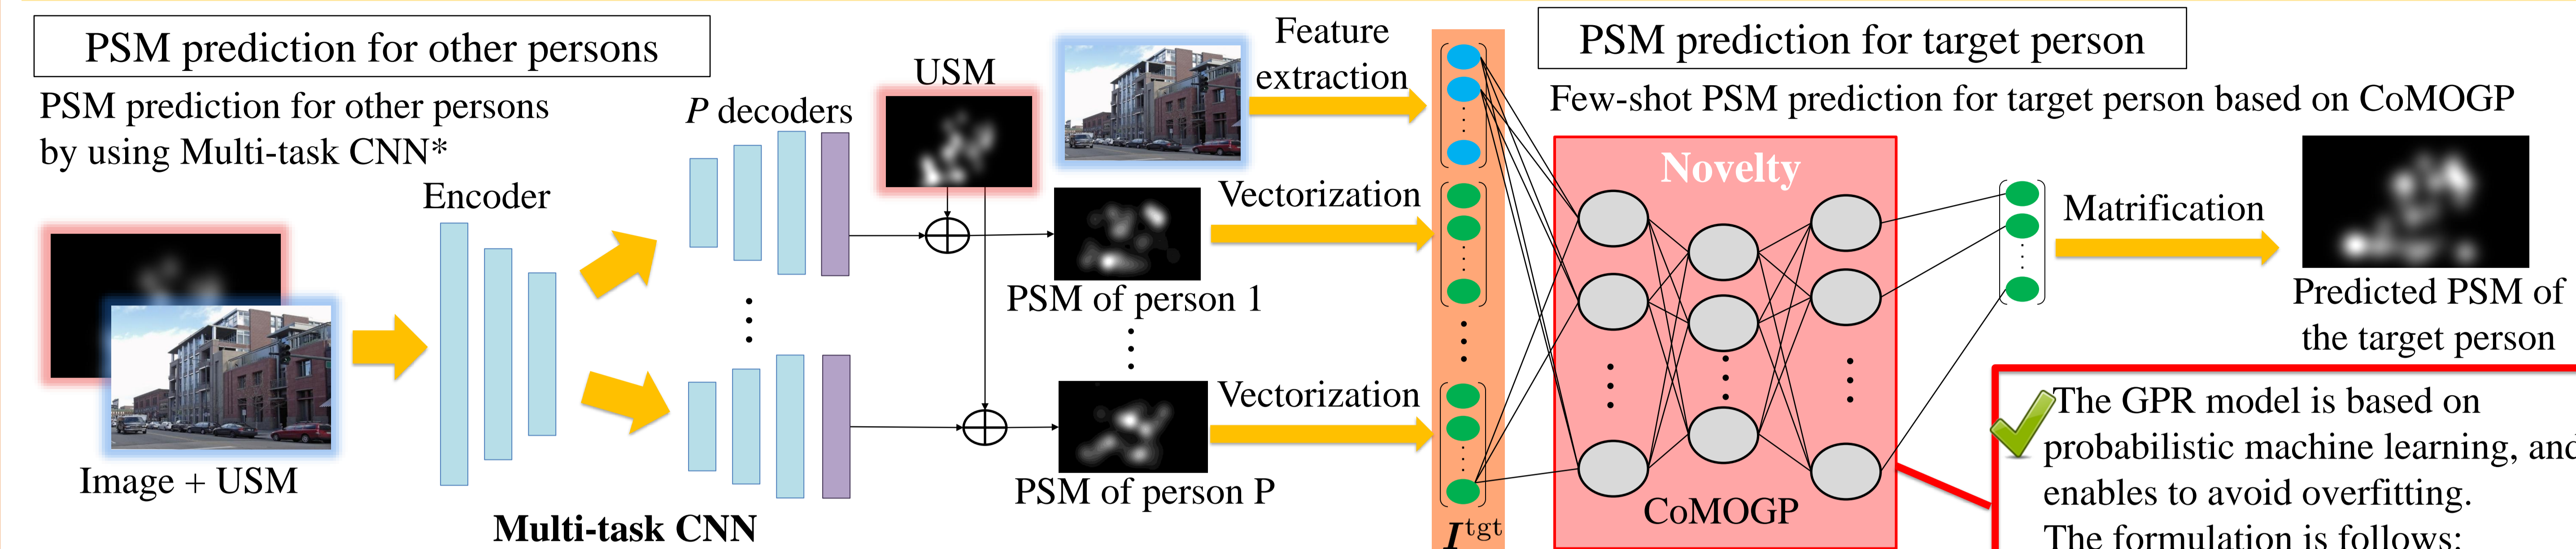 PSM prediction for other persons
PSM prediction for other persons
by using Multi-task CNN*
Image + USM
Encoder
P decoders
Multi-task CNN
USM
Feature
extraction
PSM of person 1
Vectorization
PSM of person P
Vectorization
I^tgt
PSM prediction for target person
Few-shot PSM prediction for target person based on CoMOGP
Novelty
CoMOGP
Matrification
Predicted PSM of
the target person
The GPR model is based on
probabilistic machine learning, and
enables to avoid overfitting.
The formulation is follows: